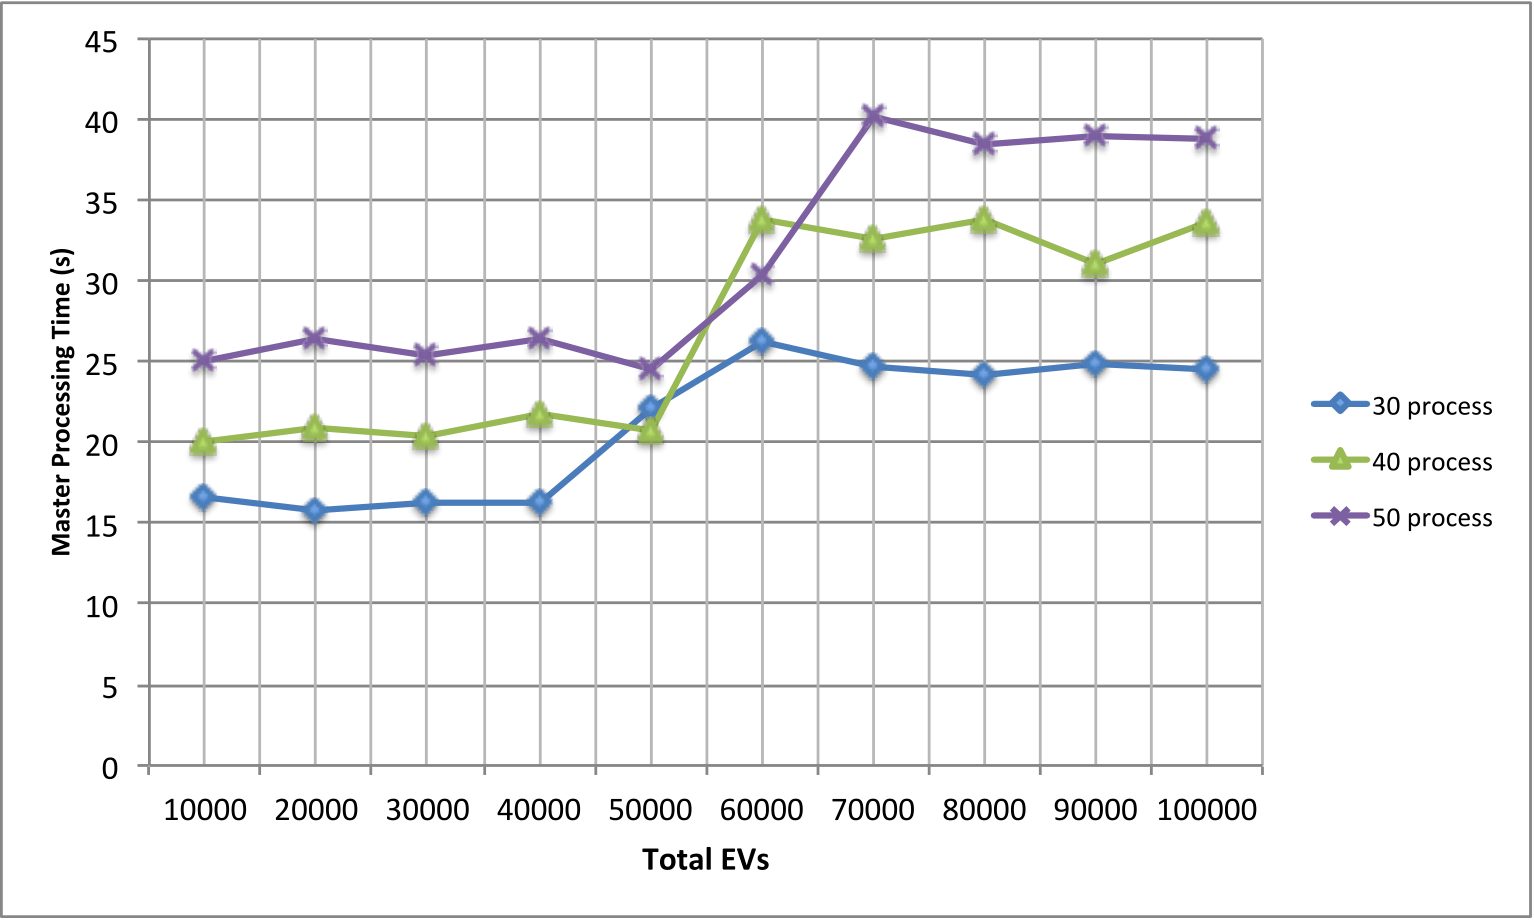 45
40
35
30
25
20
15
10
5
0
Master Processing Time (s)
10000 20000 30000 40000 50000 60000 70000 80000 90000 100000
Total EVs
30 process
40 process
50 process